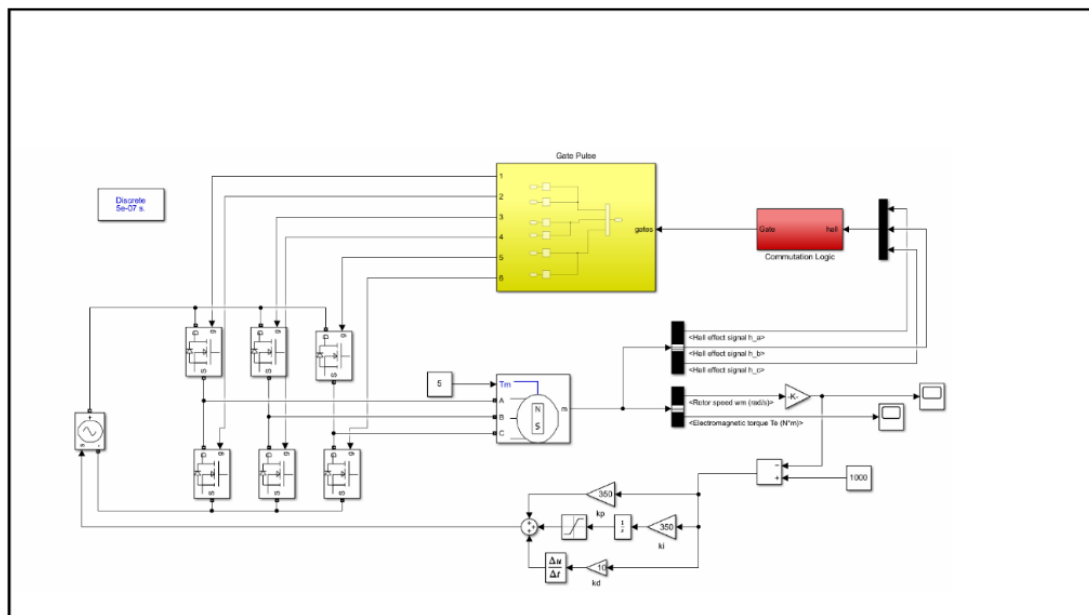 Gate Pulse
Discrete
5e-07 s.
1
2
3
4
5
6
gates
Gate
hall
Commutation Logic
<Hall effect signal h_a>
<Hall effect signal h_b>
<Hall effect signal h_c>
5
Tm
A
B
C
N
S
m
<Rotor speed wm (rad/s)>
-K-
<Electromagnetic torque Te (N*m)>
1000
350
kp
350
ki
10
kd
Δu
Δt